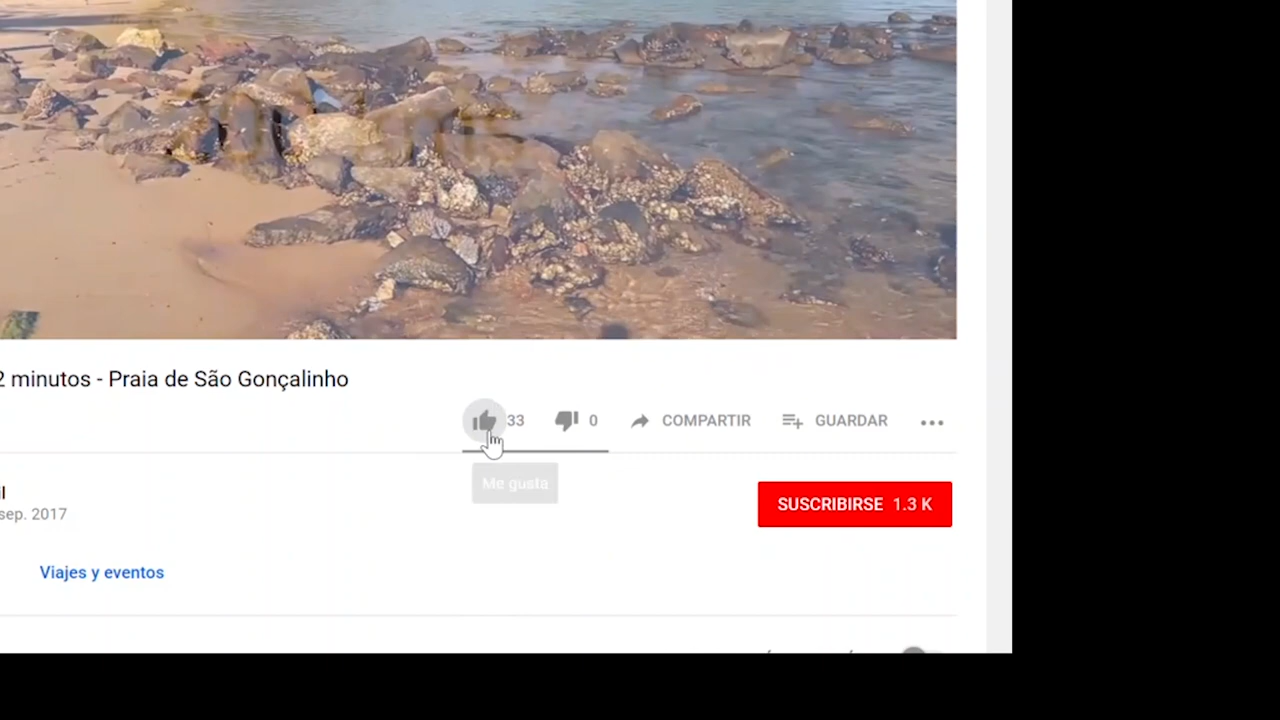 2 minutos - Praia de São Gonçalinho
33 0 COMPARTIR GUARDAR
Me gusta
SUSCRIBIRSE 1.3 K
sep. 2017
Viajes y eventos